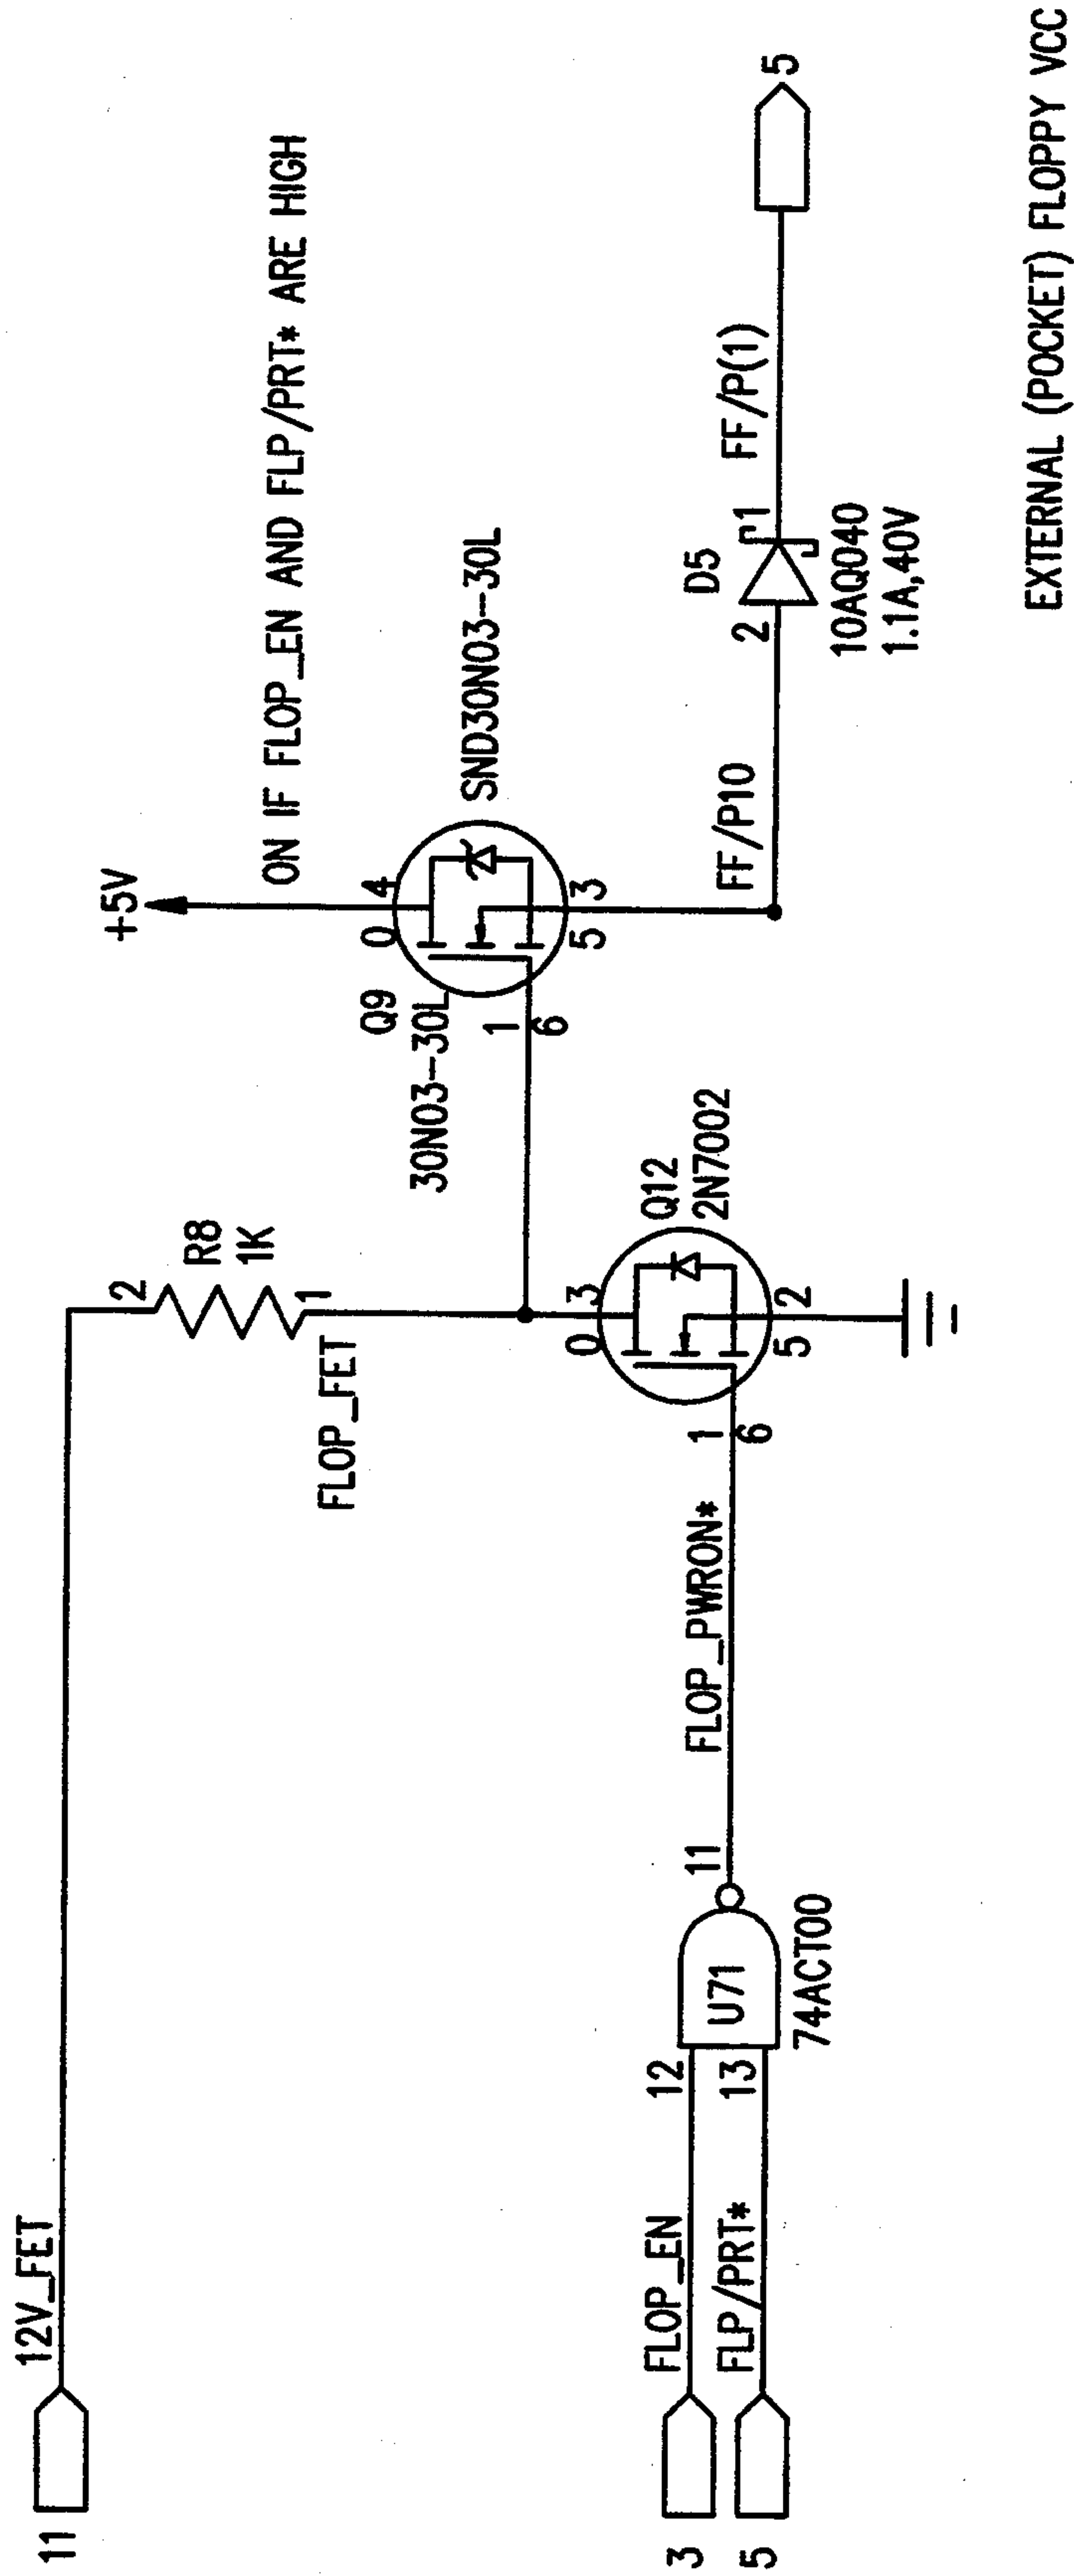 11
12V_FET
2
R8
1K
1
FLOP_FET
+5V
ON IF FLOP_EN AND FLP/PRT* ARE HIGH
0
4
Q9
30N03-30L
SND30N03-30L
1
6
5
3
3
FLOP_EN
12
5
FLP/PRT*
13
U71
74ACT00
11
FLOP_PWRON*
1
6
0
3
Q12
2N7002
5
2
FF/P10
2
D5
1
10AQ040
1.1A,40V
FF/P(1)
5
EXTERNAL (POCKET) FLOPPY VCC